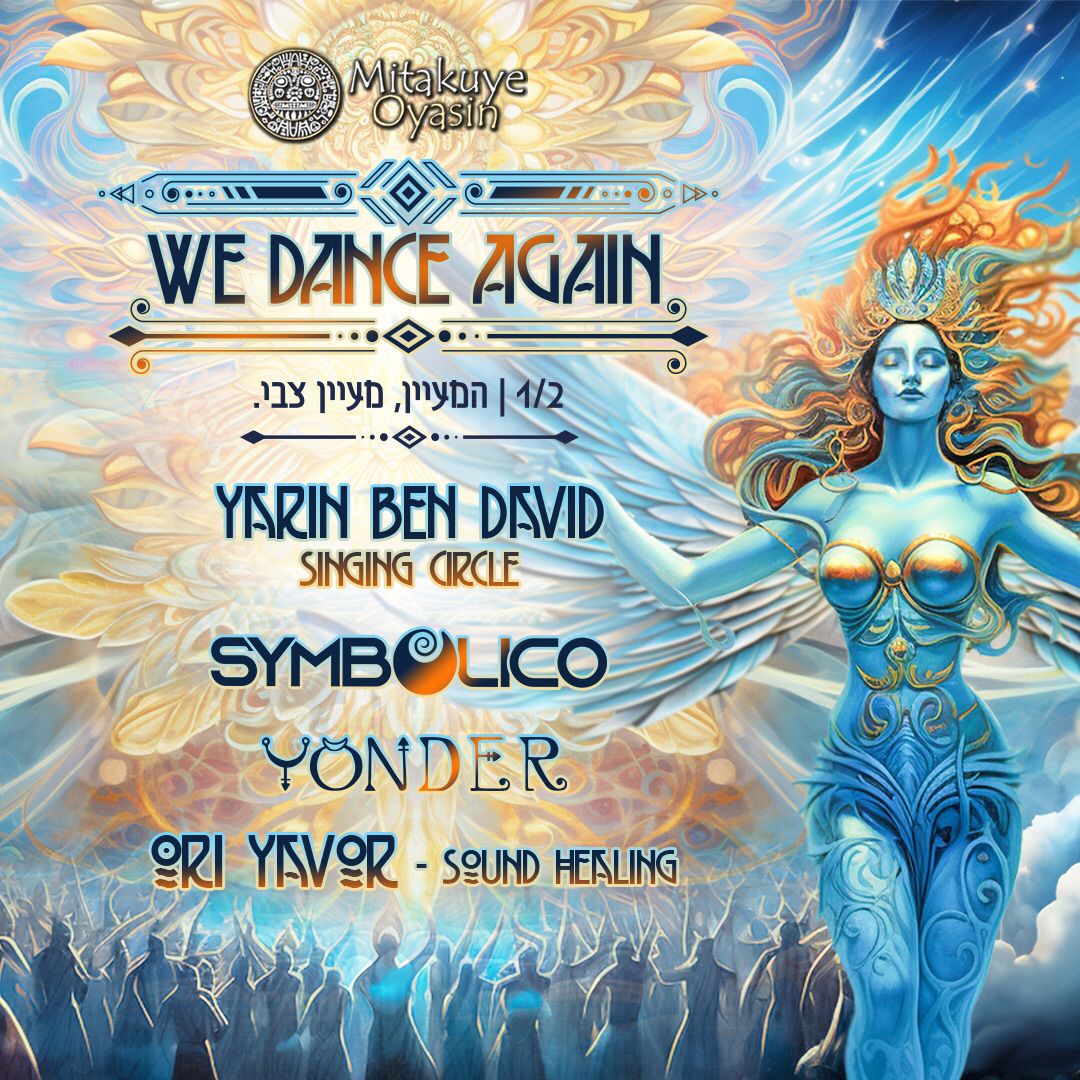 Mitakuye
Oyasin
WE DANCE AGAIN
1/2 | המעיין, מעיין צבי.
YARIN BEN DAVID
SINGING CIRCLE
SYMBOLICO
YONDER
ORI YAVOR - SOUND HEALING